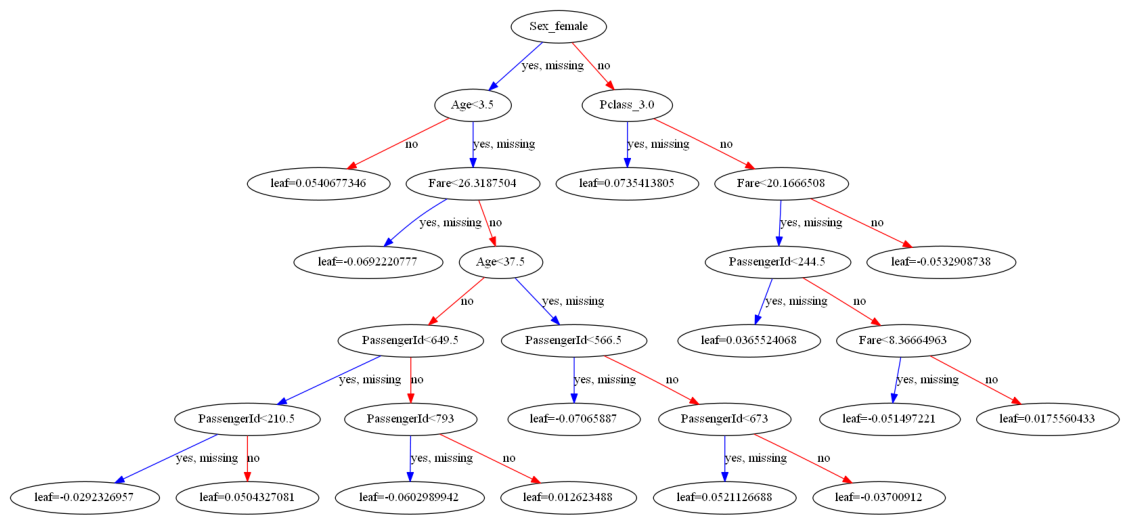 Sex_female
yes, missing
no
Age<3.5
Pclass_3.0
no
yes, missing
yes, missing
no
leaf=0.0540677346
Fare<26.3187504
leaf=0.0735413805
Fare<20.1666508
yes, missing
no
yes, missing
no
leaf=-0.0692220777
Age<37.5
PassengerId<244.5
leaf=-0.0532908738
no
yes, missing
yes, missing
no
PassengerId<649.5
PassengerId<566.5
leaf=0.0365524068
Fare<8.36664963
yes, missing
no
yes, missing
no
yes, missing
no
PassengerId<210.5
PassengerId<793
leaf=-0.07065887
PassengerId<673
leaf=-0.051497221
leaf=0.0175560433
yes, missing
no
yes, missing
no
yes, missing
no
leaf=-0.0292326957
leaf=0.0504327081
leaf=-0.0602989942
leaf=0.012623488
leaf=0.0521126688
leaf=-0.03700912